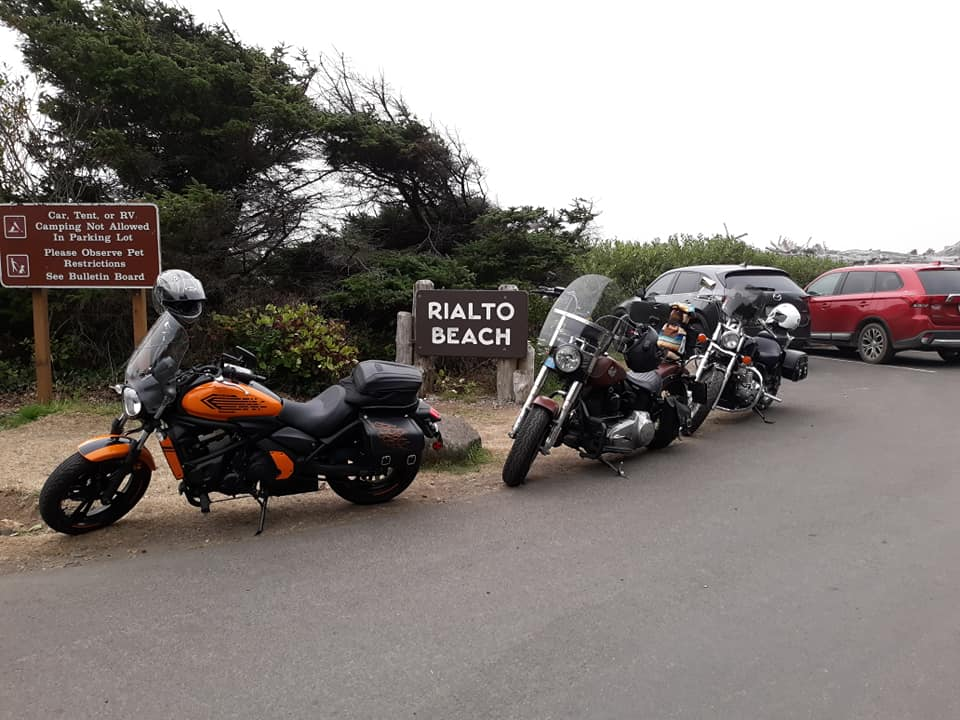 Car, Tent, or RV
Camping Not Allowed
In Parking Lot
Please Observe Pet
Restrictions
See Bulletin Board
RIALTO
BEACH